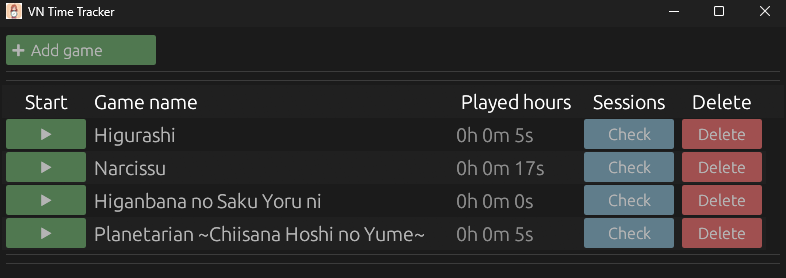 VN Time Tracker
+ Add game
Start Game name Played hours Sessions Delete
Higurashi 0h 0m 5s Check Delete
Narcissu 0h 0m 17s Check Delete
Higanbana no Saku Yoru ni 0h 0m 0s Check Delete
Planetarian ~Chiisana Hoshi no Yume~ 0h 0m 5s Check Delete